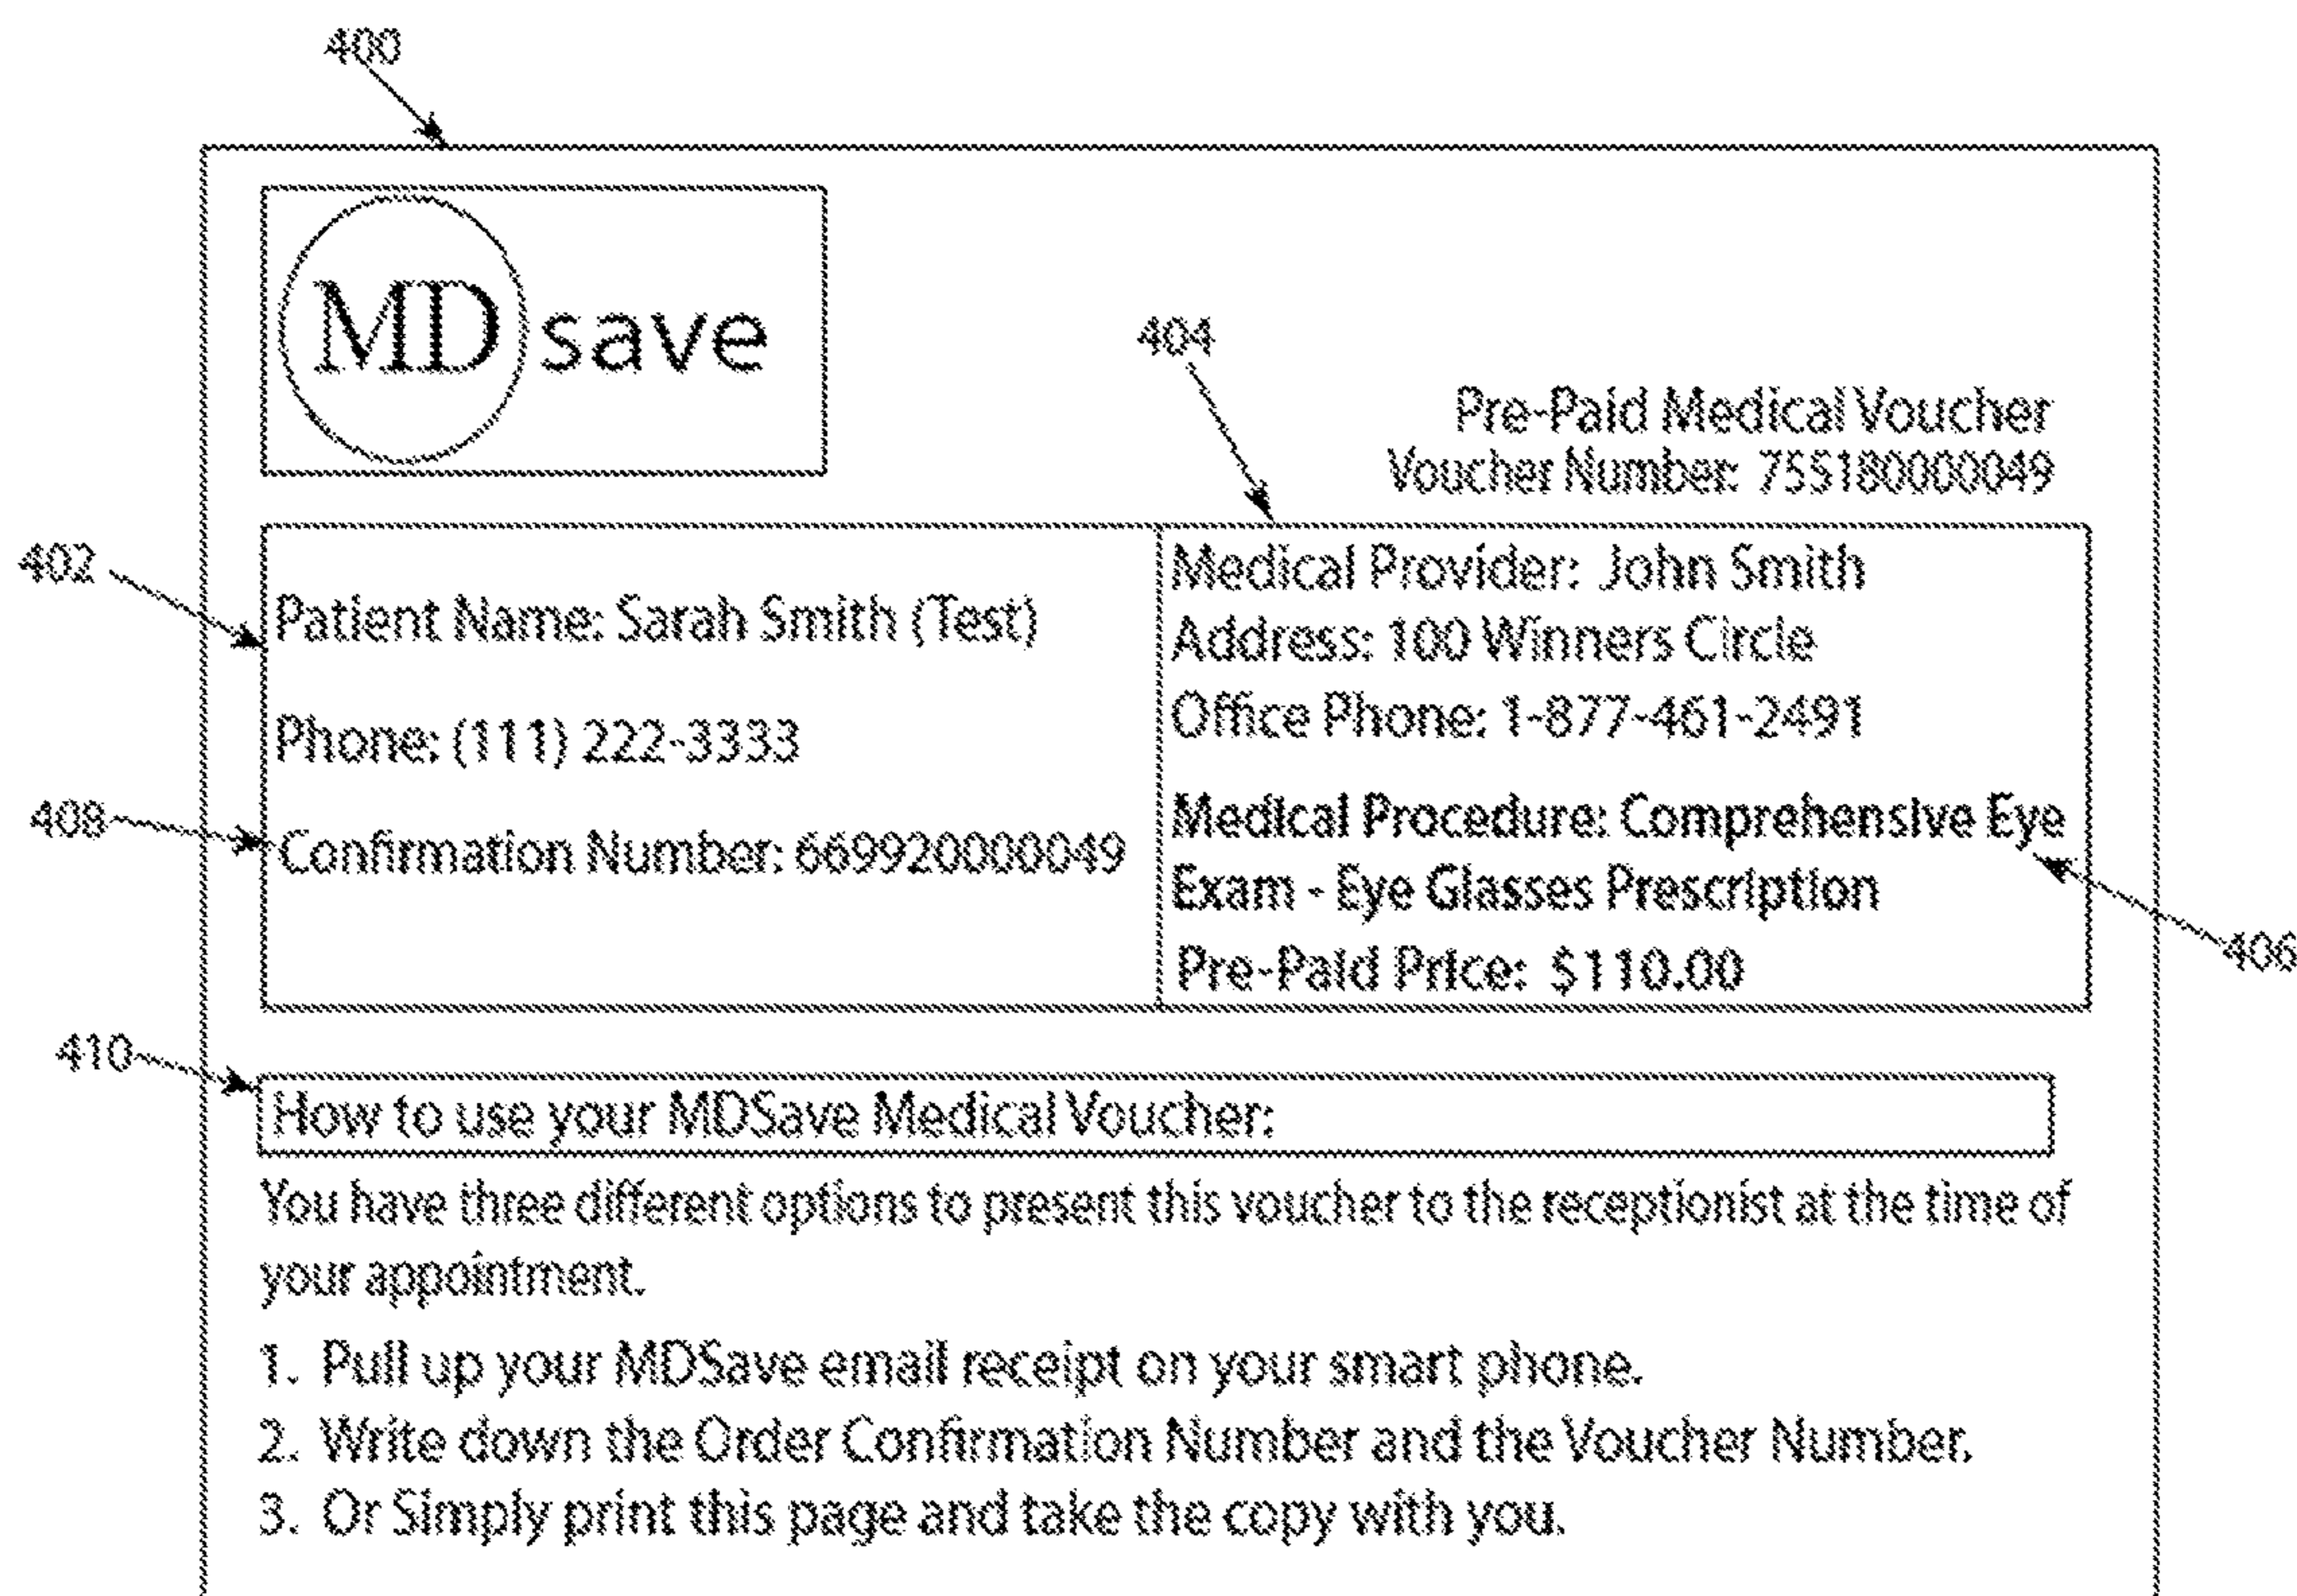 400
MD save
404
Pre-Paid Medical Voucher
Voucher Number: 755180000049
402
Patient Name: Sarah Smith (Test)
Phone: (111) 222-3333
408
Confirmation Number: 669920000049
Medical Provider: John Smith
Address: 100 Winners Circle
Office Phone: 1-877-461-2491
Medical Procedure: Comprehensive Eye
Exam - Eye Glasses Prescription
406
Pre-Paid Price: $110.00
410
How to use your MDSave Medical Voucher:
You have three different options to present this voucher to the receptionist at the time of
your appointment.
1. Pull up your MDSave email receipt on your smart phone.
2. Write down the Order Confirmation Number and the Voucher Number.
3. Or Simply print this page and take the copy with you.